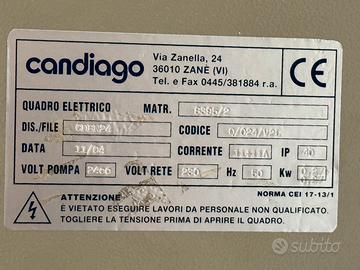 candiago
Via Zanella, 24
36010 ZANÈ (VI)
Tel. e Fax 0445/381884 r.a.
CE
QUADRO ELETTRICO MATR.
DIS./FILE CODICE
DATA 11/04 CORRENTE IP 40
VOLT POMPA VOLT RETE 230 Hz 50 Kw
NORMA CEI 17-13/1
ATTENZIONE
È VIETATO ESEGUIRE LAVORI DA PERSONALE NON QUALIFICATO.
TOGLIERE LA TENSIONE PRIMA DI APRIRE IL QUADRO.
subito